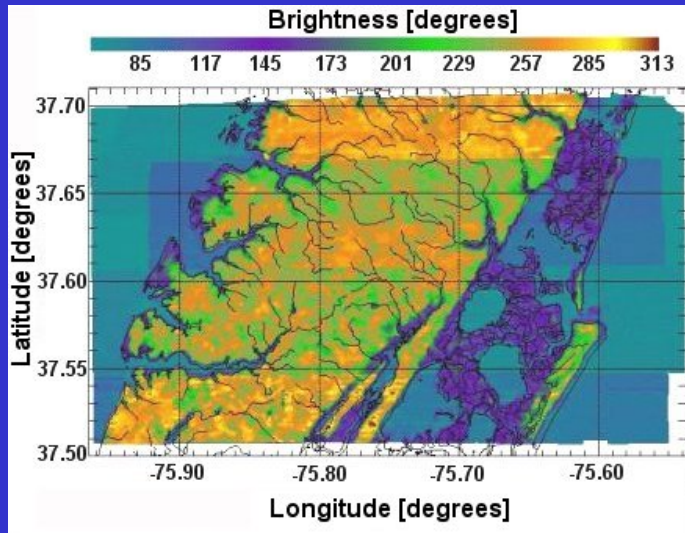 Brightness [degrees]
85 117 145 173 201 229 257 285 313
Latitude [degrees]
37.70
37.65
37.60
37.55
37.50
-75.90 -75.80 -75.70 -75.60
Longitude [degrees]